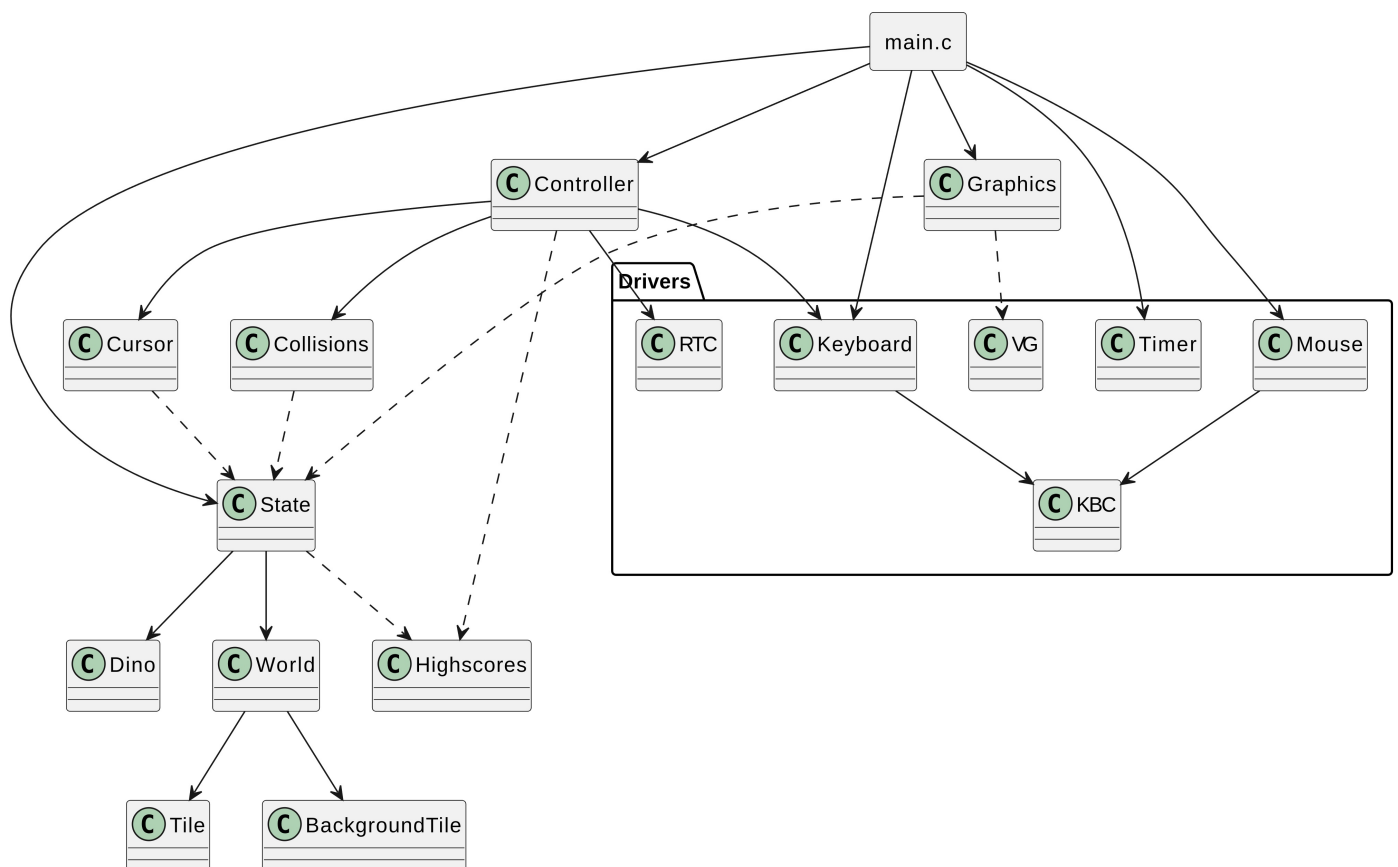 main.c
C Controller
C Graphics
Drivers
C Cursor
C Collisions
C RTC
C Keyboard
C VG
C Timer
C Mouse
C State
C KBC
C Dino
C World
C Highscores
C Tile
C BackgroundTile